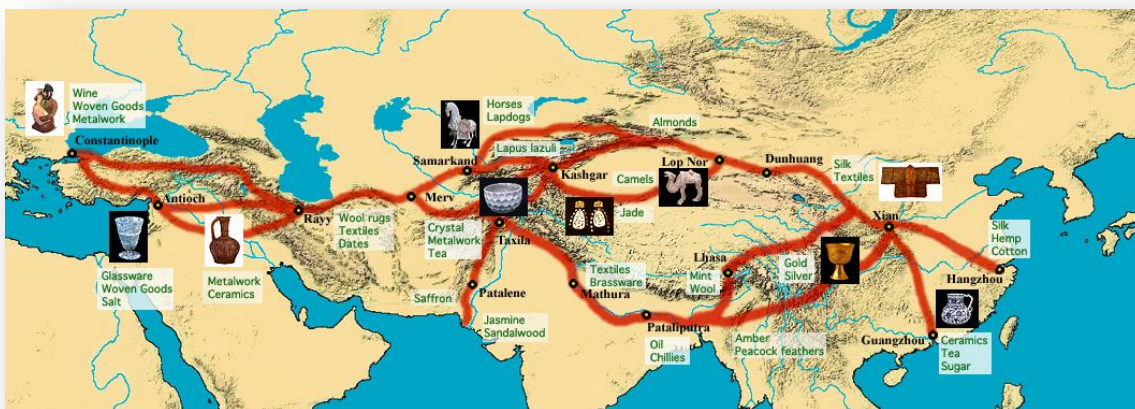 Wine
Woven Goods
Metalwork
Constantinople
Antioch
Glassware
Woven Goods
Salt
Metalwork
Ceramics
Rayy
Wool rugs
Textiles
Dates
Merv
Samarkand
Horses
Lapdogs
Lapus lazuli
Kashgar
Crystal
Metalwork
Tea
Taxila
Saffron
Patalene
Jasmine
Sandalwood
Almonds
Camels
Jade
Lop Nor
Dunhuang
Textiles
Brassware
Mathura
Pataliputra
Oil
Chillies
Lhasa
Mint
Wool
Gold
Silver
Amber
Peacock feathers
Silk
Textiles
Xian
Silk
Hemp
Cotton
Hangzhou
Guangzhou
Ceramics
Tea
Sugar